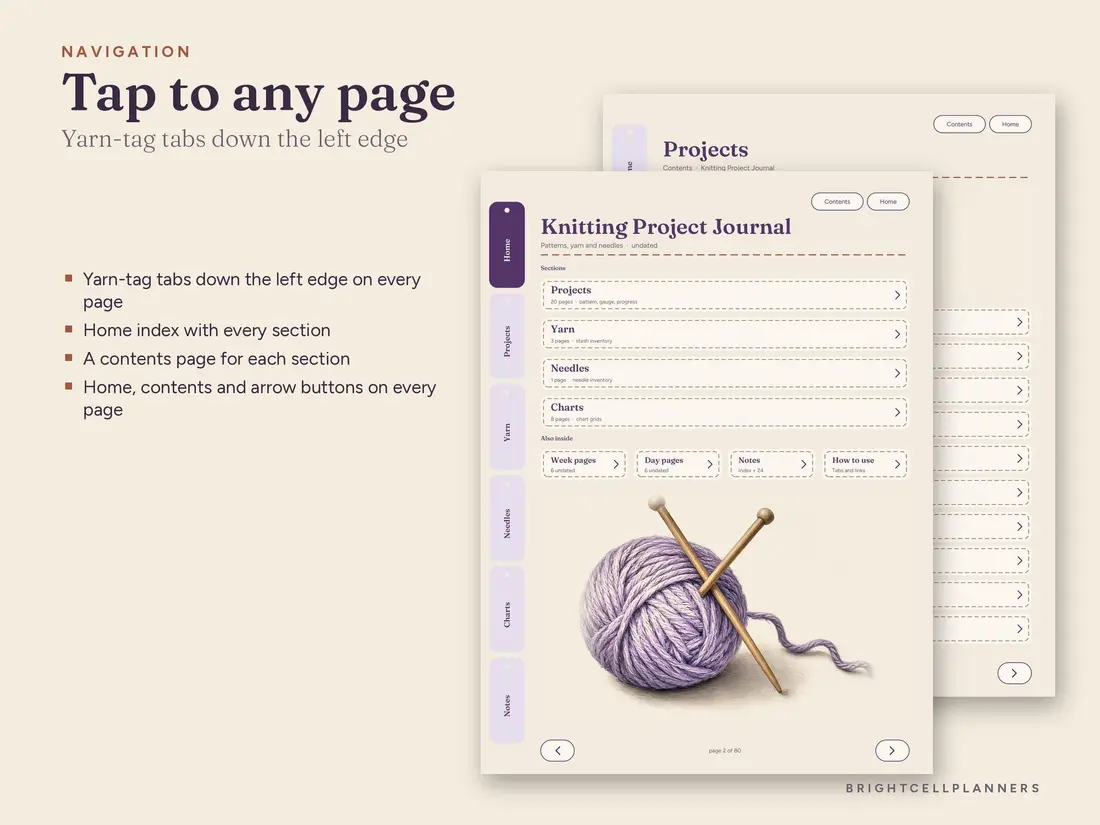 NAVIGATION
Tap to any page
Yarn-tag tabs down the left edge
Yarn-tag tabs down the left edge on every
page
Home index with every section
A contents page for each section
Home, contents and arrow buttons on every
page
Contents
Home
Projects
Contents · Knitting Project Journal
Contents
Home
Knitting Project Journal
Patterns, yarn and needles · undated
Sections
Projects
20 pages · pattern, gauge, progress
Yarn
3 pages · stash inventory
Needles
1 page · needle inventory
Charts
8 pages · chart grids
Also inside
Week pages
6 undated
Day pages
6 undated
Notes
Index + 24
How to use
Tabs and links
Home
Projects
Yarn
Needles
Charts
Notes
page 2 of 80
BRIGHTCELLPLANNERS